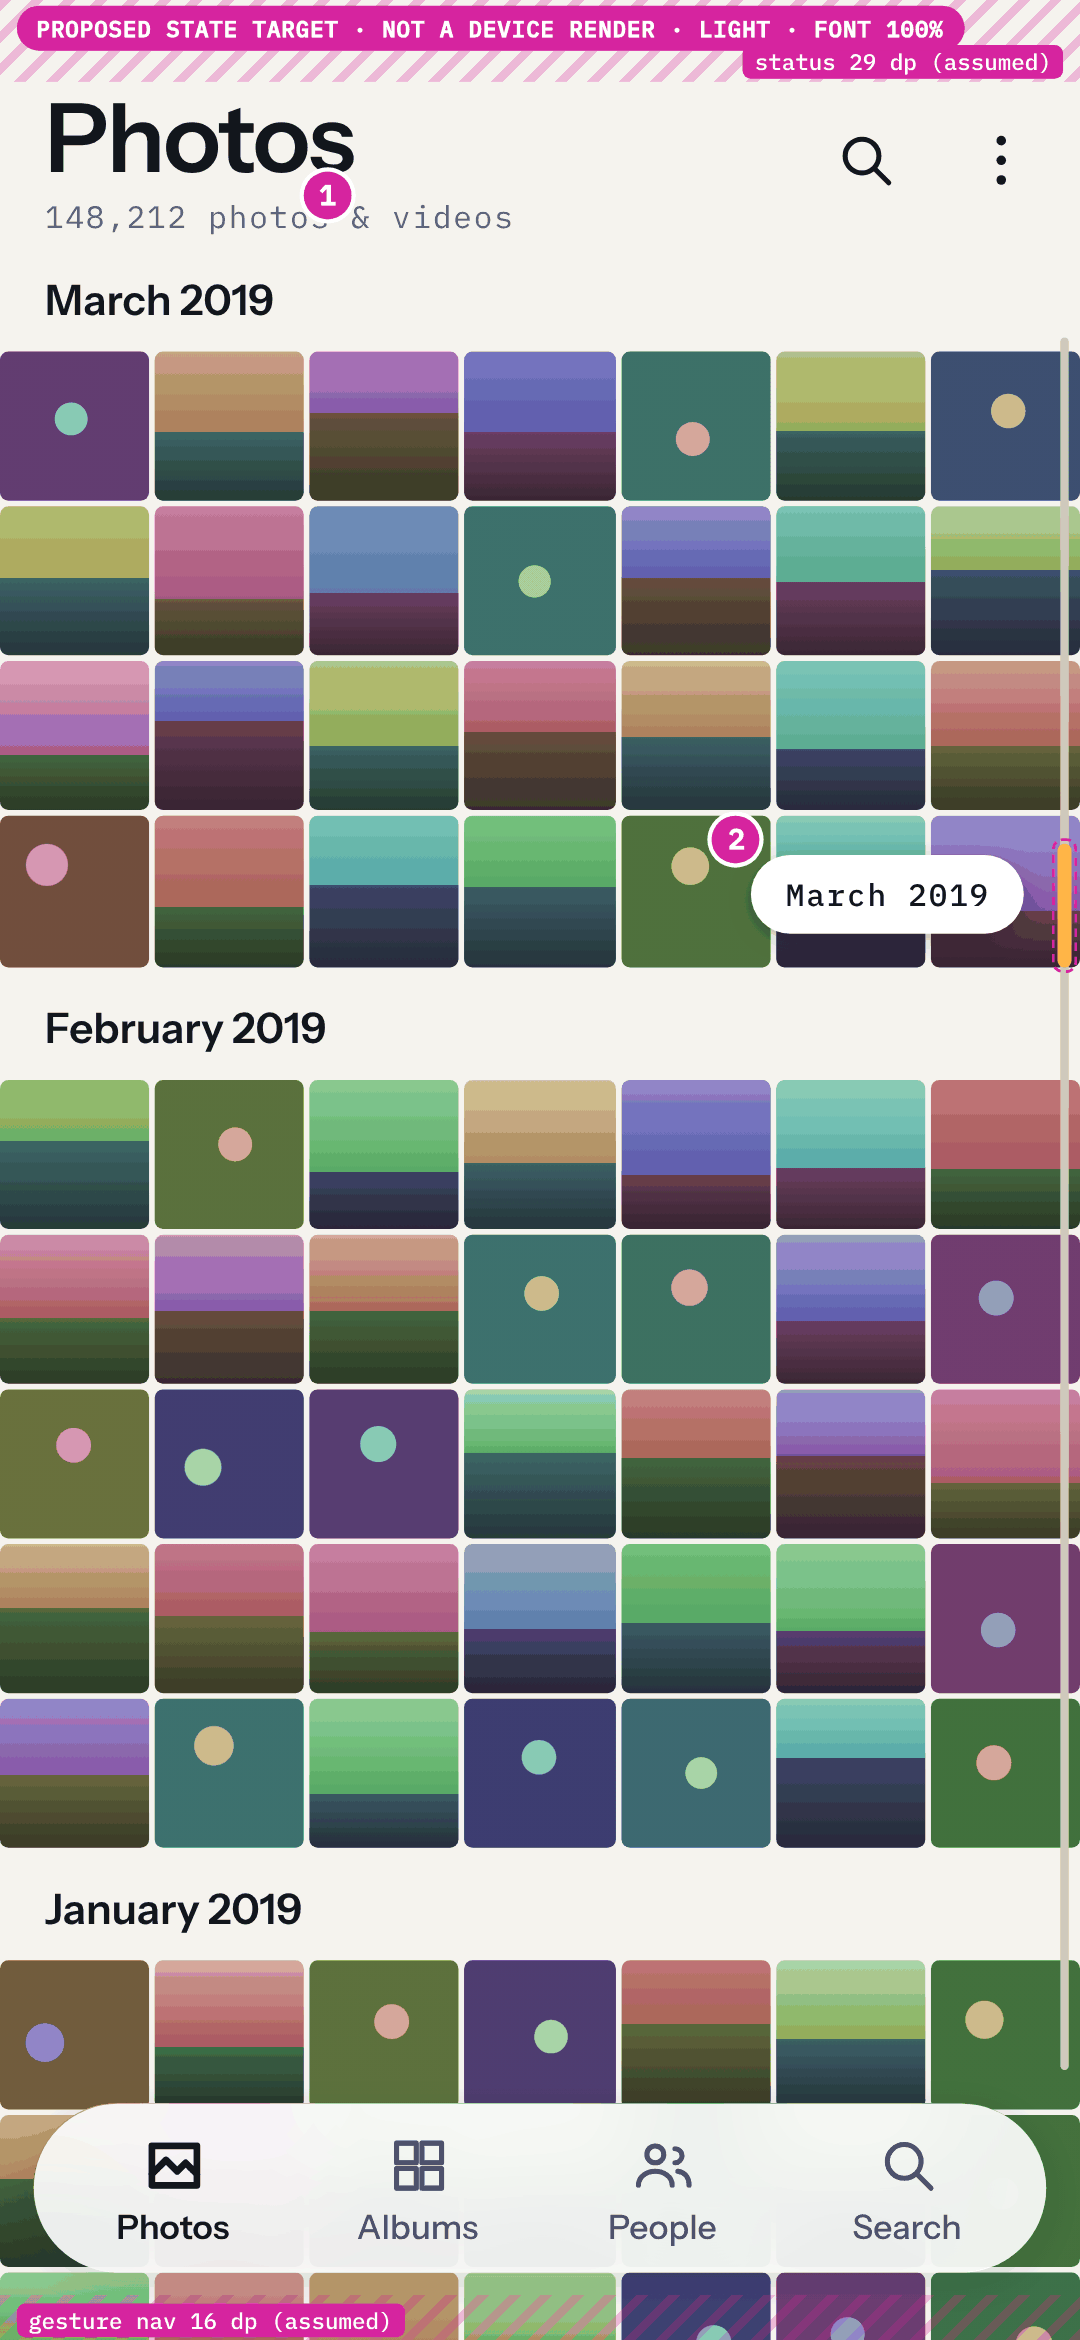 PROPOSED STATE TARGET · NOT A DEVICE RENDER · LIGHT · FONT 100%
status 29 dp (assumed)
Photos
1
148,212 photos & videos
March 2019
2
March 2019
February 2019
January 2019
Photos
Albums
People
Search
gesture nav 16 dp (assumed)